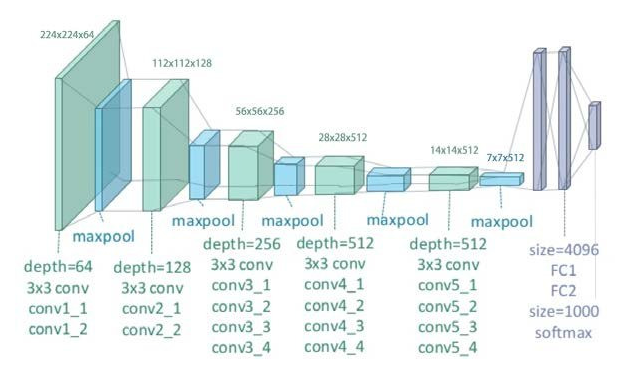 224x224x64
112x112x128
56x56x256
28x28x512
14x14x512
7x7x512
maxpool
maxpool
maxpool
maxpool
maxpool
depth=64
3x3 conv
conv1_1
conv1_2
depth=128
3x3 conv
conv2_1
conv2_2
depth=256
3x3 conv
conv3_1
conv3_2
conv3_3
conv3_4
depth=512
3x3 conv
conv4_1
conv4_2
conv4_3
conv4_4
depth=512
3x3 conv
conv5_1
conv5_2
conv5_3
conv5_4
size=4096
FC1
FC2
size=1000
softmax